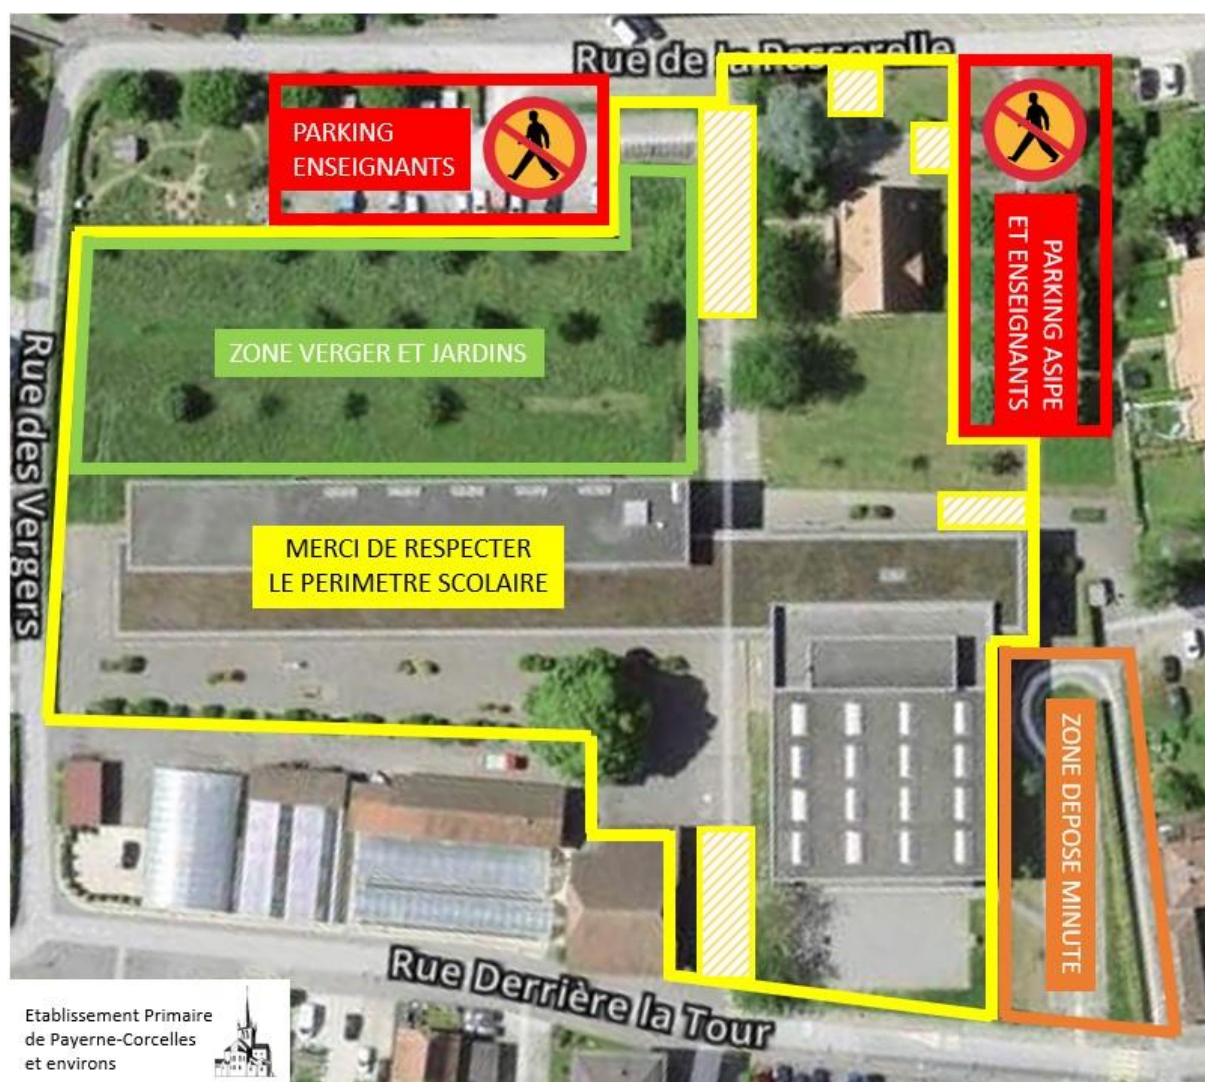 Rue de la Passerelle
PARKING
ENSEIGNANTS
PARKING ASIPE
ET ENSEIGNANTS
ZONE VERGER ET JARDINS
Rue des Vergers
MERCI DE RESPECTER
LE PERIMETRE SCOLAIRE
ZONE DEPOSE MINUTE
Rue Derrière la Tour
Etablissement Primaire
de Payerne-Corcelles
et environs